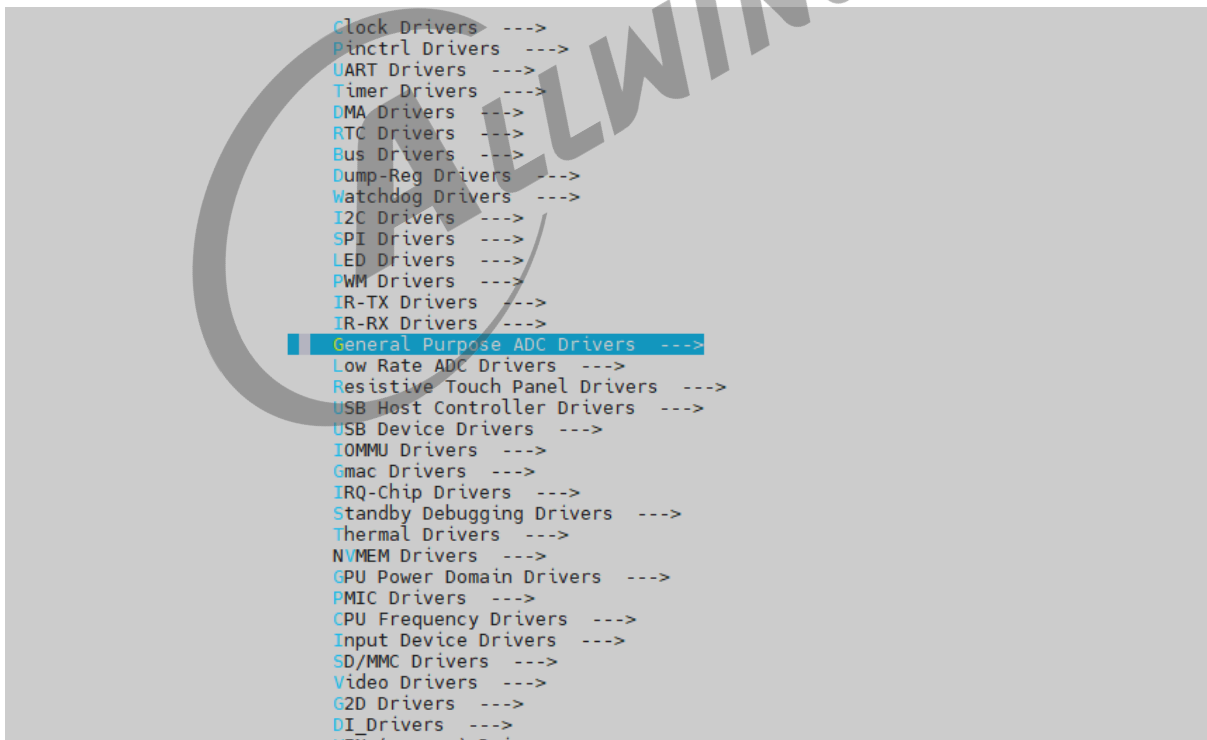 ALLWIN
Clock Drivers  --->
Pinctrl Drivers  --->
UART Drivers  --->
Timer Drivers  --->
DMA Drivers  --->
RTC Drivers  --->
Bus Drivers  --->
Dump-Reg Drivers  --->
Watchdog Drivers  --->
I2C Drivers  --->
SPI Drivers  --->
LED Drivers  --->
PWM Drivers  --->
IR-TX Drivers  --->
IR-RX Drivers  --->
General Purpose ADC Drivers  --->
Low Rate ADC Drivers  --->
Resistive Touch Panel Drivers  --->
USB Host Controller Drivers  --->
USB Device Drivers  --->
IOMMU Drivers  --->
Gmac Drivers  --->
IRQ-Chip Drivers  --->
Standby Debugging Drivers  --->
Thermal Drivers  --->
NVMEM Drivers  --->
GPU Power Domain Drivers  --->
PMIC Drivers  --->
CPU Frequency Drivers  --->
Input Device Drivers  --->
SD/MMC Drivers  --->
Video Drivers  --->
G2D Drivers  --->
DI_Drivers  --->